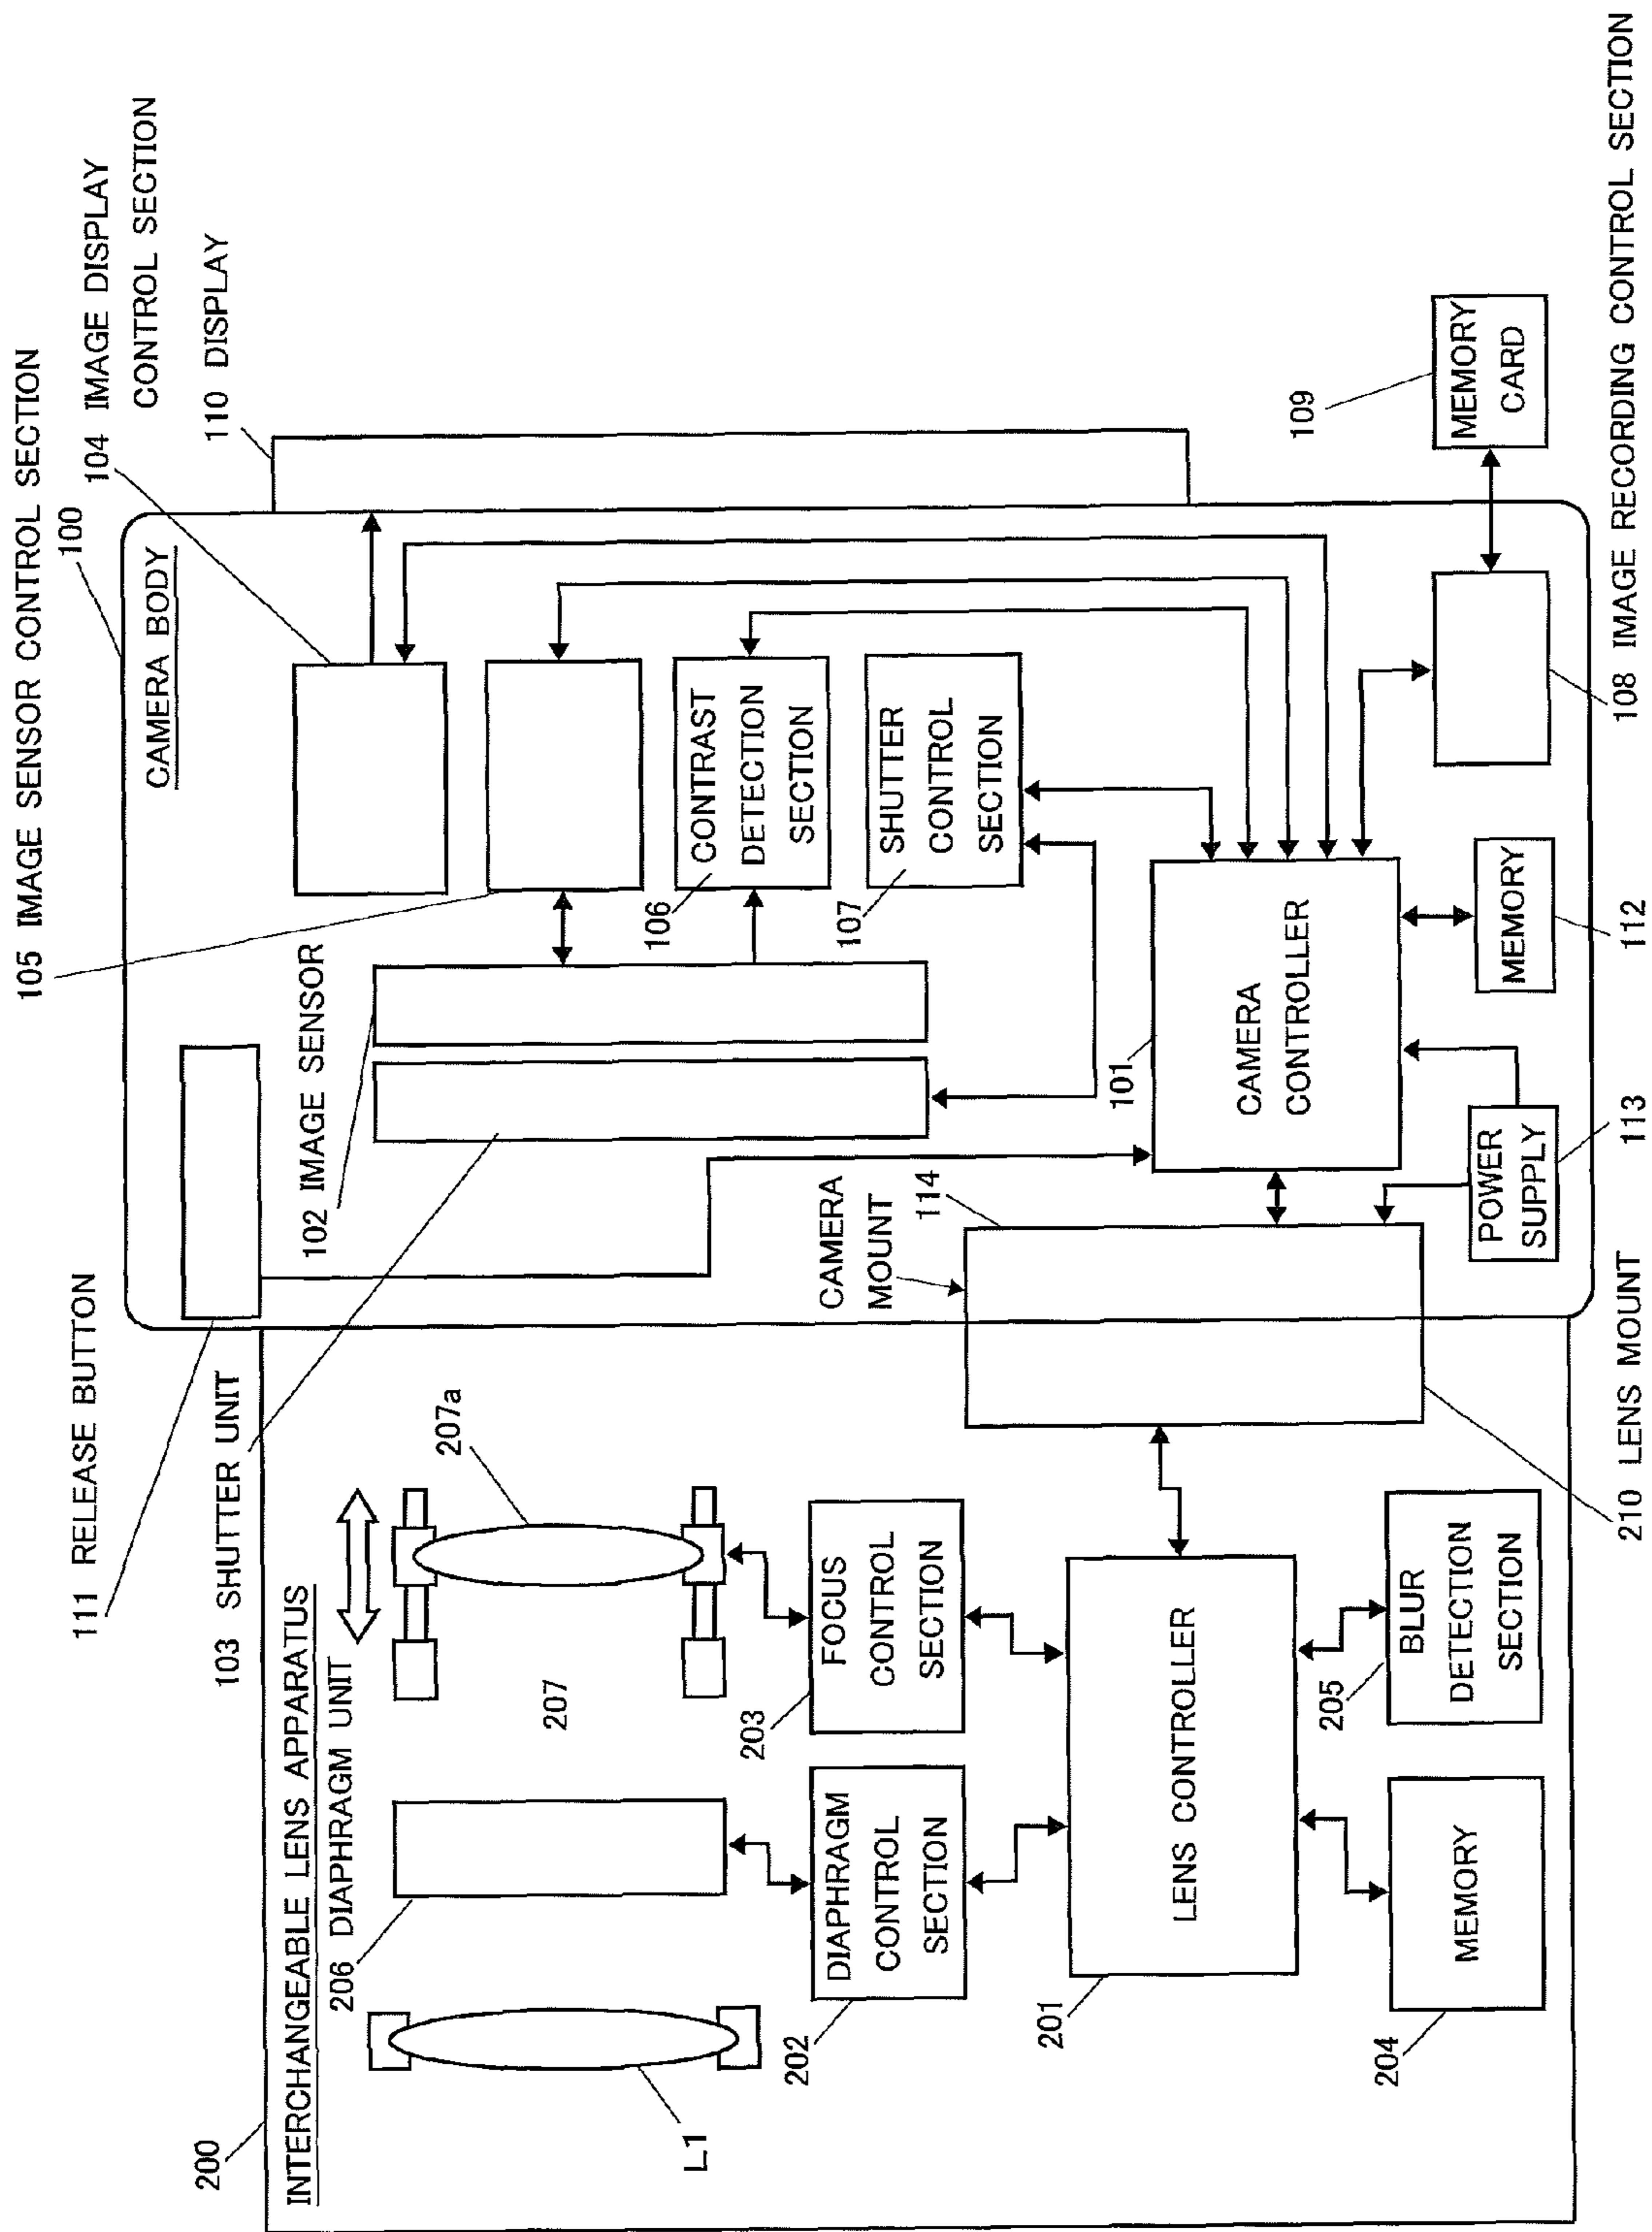 105 IMAGE SENSOR CONTROL SECTION
104 IMAGE DISPLAY
CONTROL SECTION
100
110 DISPLAY
111 RELEASE BUTTON
CAMERA BODY
103 SHUTTER UNIT
102 IMAGE SENSOR
200
INTERCHANGEABLE LENS APPARATUS
206 DIAPHRAGM UNIT
207a
207
L1
106
CONTRAST
DETECTION
SECTION
107
SHUTTER
CONTROL
SECTION
CAMERA
MOUNT
114
202
DIAPHRAGM
CONTROL
SECTION
203
FOCUS
CONTROL
SECTION
101
CAMERA
CONTROLLER
109
MEMORY
CARD
201
LENS CONTROLLER
204
MEMORY
205
BLUR
DETECTION
SECTION
POWER
SUPPLY
113
MEMORY
112
210 LENS MOUNT
108 IMAGE RECORDING CONTROL SECTION